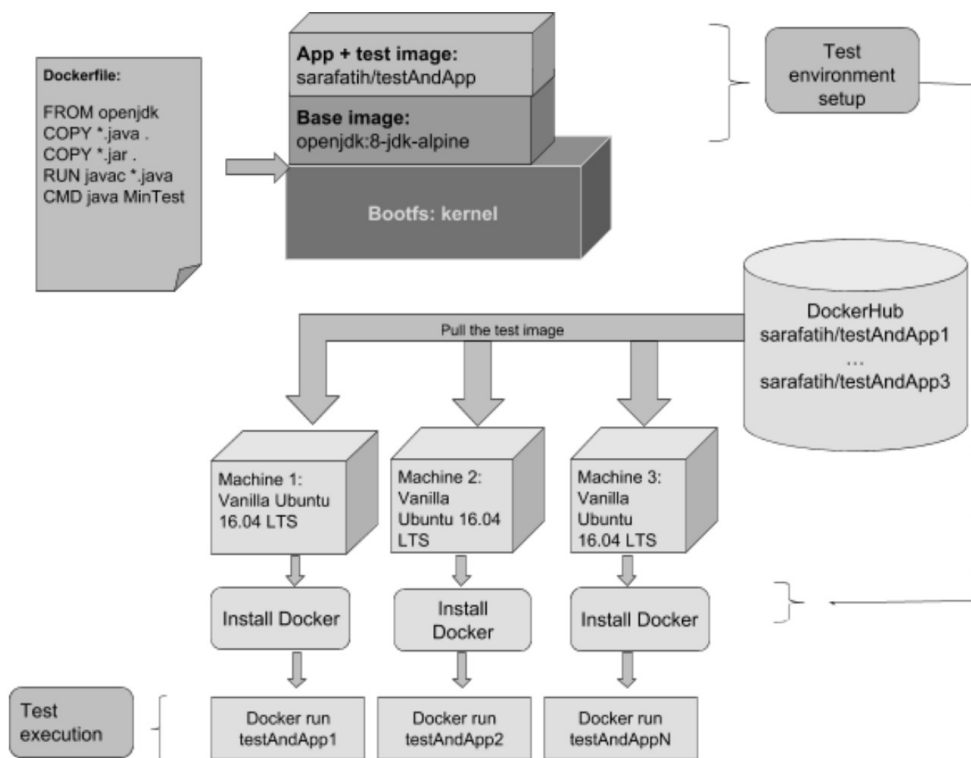 Dockerfile:
FROM openjdk
COPY *.java .
COPY *.jar .
RUN javac *.java
CMD java MinTest
App + test image:
sarafatih/testAndApp
Base image:
openjdk:8-jdk-alpine
Bootfs: kernel
Test
environment
setup
DockerHub
sarafatih/testAndApp1
...
sarafatih/testAndApp3
Pull the test image
Machine 1:
Vanilla Ubuntu
16.04 LTS
Machine 2:
Vanilla
Ubuntu 16.04
LTS
Machine 3:
Vanilla
Ubuntu
16.04 LTS
Install Docker
Install
Docker
Install Docker
Test
execution
Docker run
testAndApp1
Docker run
testAndApp2
Docker run
testAndAppN